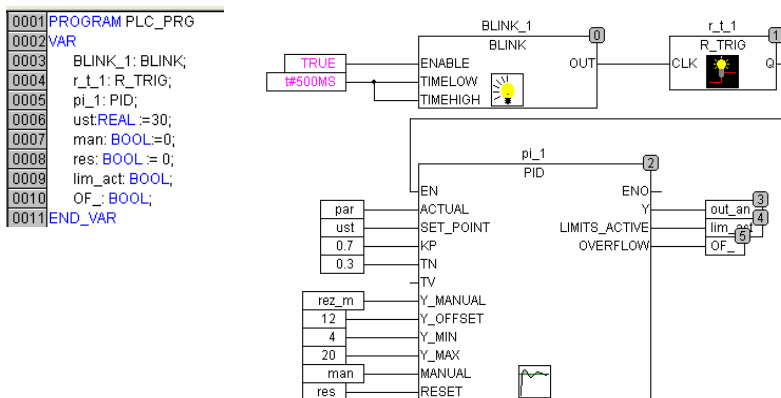 0001 PROGRAM PLC_PRG
0002 VAR
0003 BLINK_1: BLINK;
0004 r_t_1: R_TRIG;
0005 pi_1: PID;
0006 ust:REAL :=30;
0007 man: BOOL:=0;
0008 res: BOOL := 0;
0009 lim_act: BOOL;
0010 OF_: BOOL;
0011 END_VAR
BLINK_1
0
BLINK
TRUE ENABLE OUT
t#500MS TIMELOW
TIMEHIGH
r_t_1
1
R_TRIG
CLK Q
pi_1
2
PID
EN ENO
par ACTUAL Y out_an 3
ust SET_POINT LIMITS_ACTIVE lim_act 4
0.7 KP OVERFLOW OF_ 5
0.3 TN
TV
rez_m Y_MANUAL
12 Y_OFFSET
4 Y_MIN
20 Y_MAX
man MANUAL
res RESET